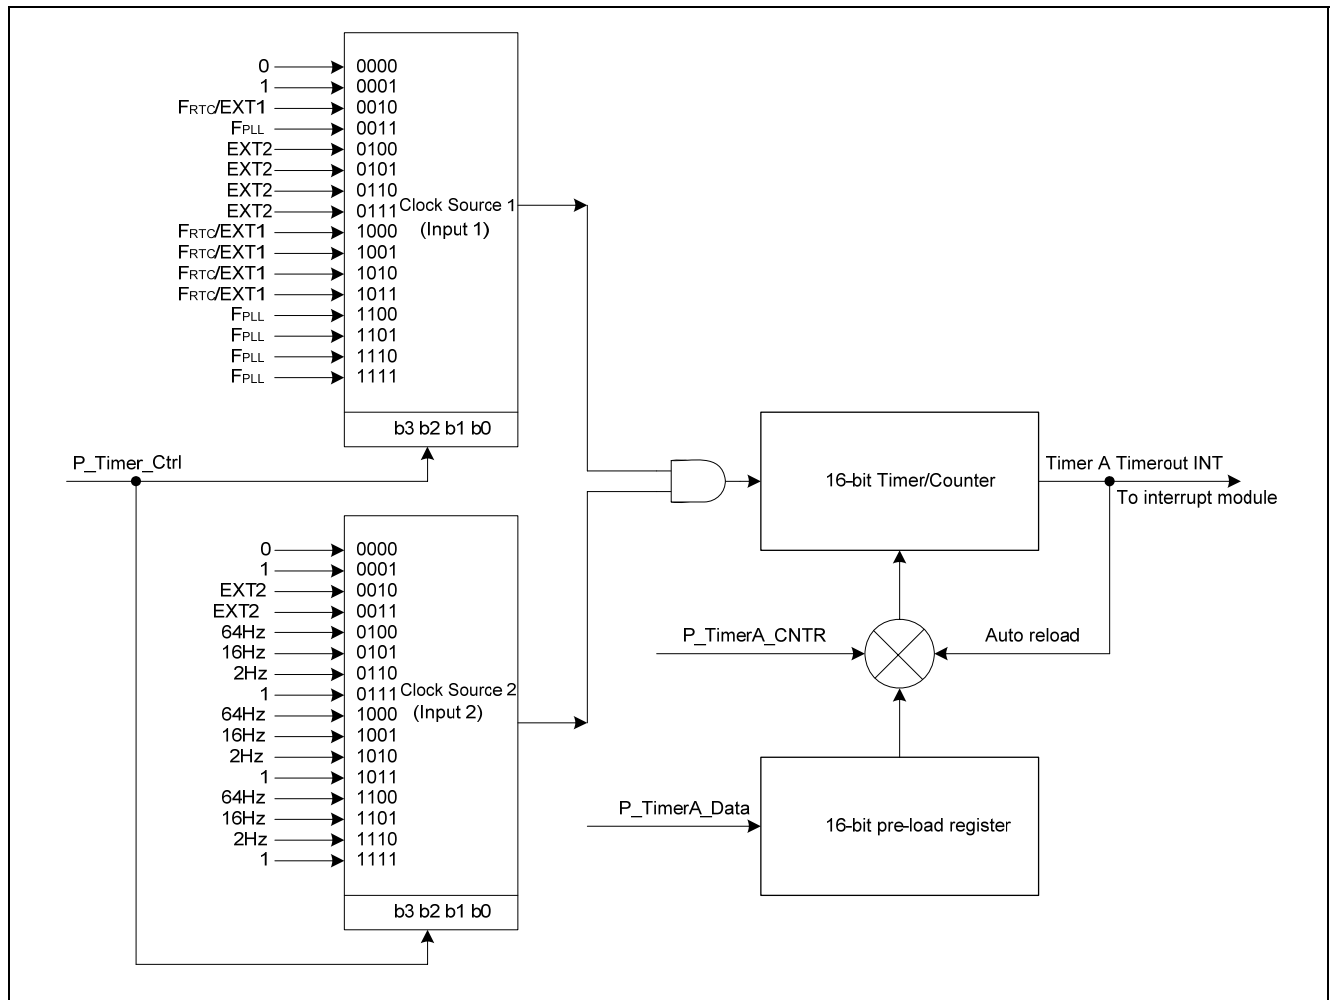 0 0000
1 0001
FRTC/EXT1 0010
FPLL 0011
EXT2 0100
EXT2 0101
EXT2 0110
EXT2 0111
Clock Source 1
(Input 1)
FRTC/EXT1 1000
FRTC/EXT1 1001
FRTC/EXT1 1010
FRTC/EXT1 1011
FPLL 1100
FPLL 1101
FPLL 1110
FPLL 1111
b3 b2 b1 b0
P_Timer_Ctrl
16-bit Timer/Counter
Timer A Timerout INT
To interrupt module
0 0000
1 0001
EXT2 0010
EXT2 0011
64Hz 0100
16Hz 0101
2Hz 0110
1 0111
Clock Source 2
(Input 2)
64Hz 1000
16Hz 1001
2Hz 1010
1 1011
64Hz 1100
16Hz 1101
2Hz 1110
1 1111
b3 b2 b1 b0
P_TimerA_CNTR
Auto reload
P_TimerA_Data
16-bit pre-load register